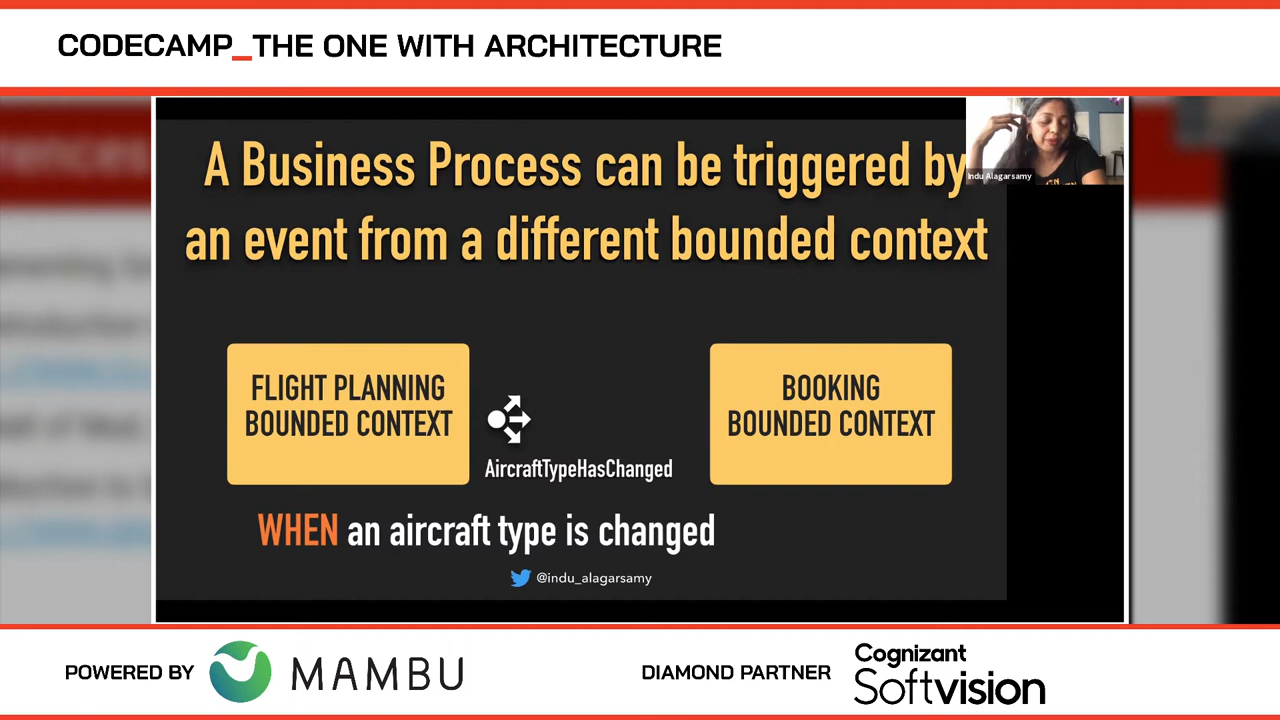 CODECAMP_THE ONE WITH ARCHITECTURE
A Business Process can be triggered by
an event from a different bounded context
Indu Alagarsamy
FLIGHT PLANNING
BOUNDED CONTEXT
BOOKING
BOUNDED CONTEXT
AircraftTypeHasChanged
WHEN an aircraft type is changed
@indu_alagarsamy
POWERED BY
MAMBU
DIAMOND PARTNER
Cognizant
Softvision